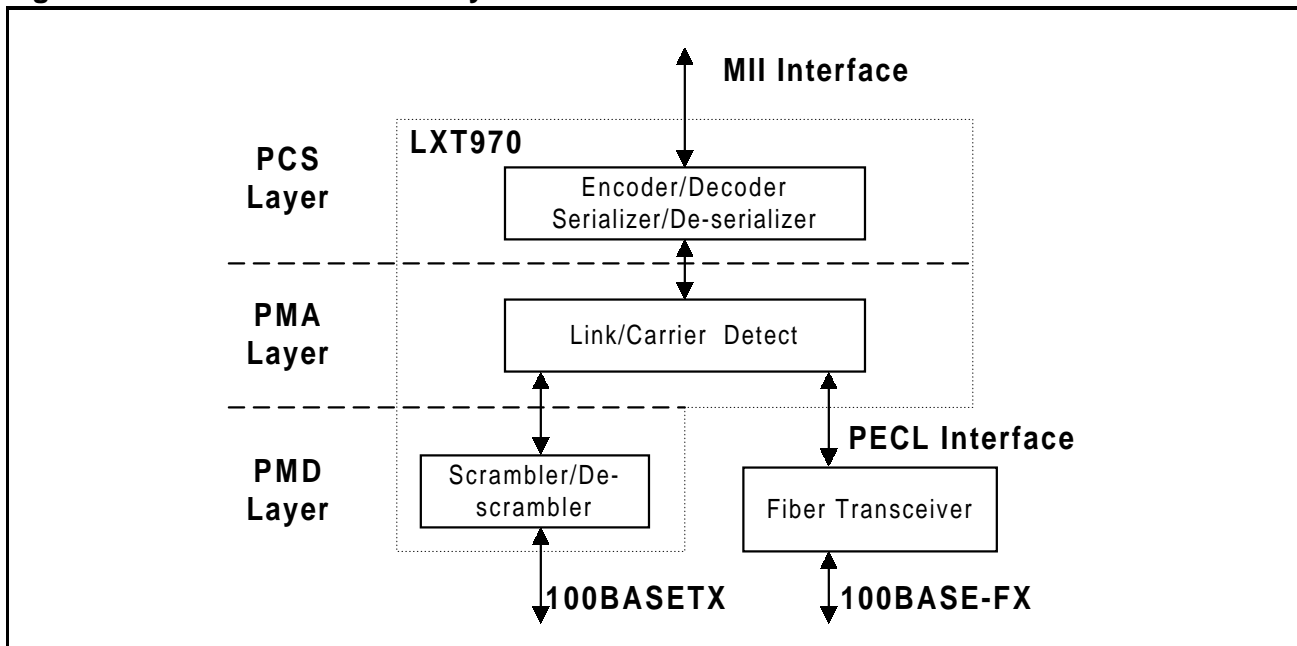 MII Interface
LXT970
PCS
Layer
Encoder/Decoder
Serializer/De-serializer
PMA
Layer
Link/Carrier Detect
PECL Interface
PMD
Layer
Scrambler/De-
scrambler
Fiber Transceiver
100BASETX
100BASE-FX